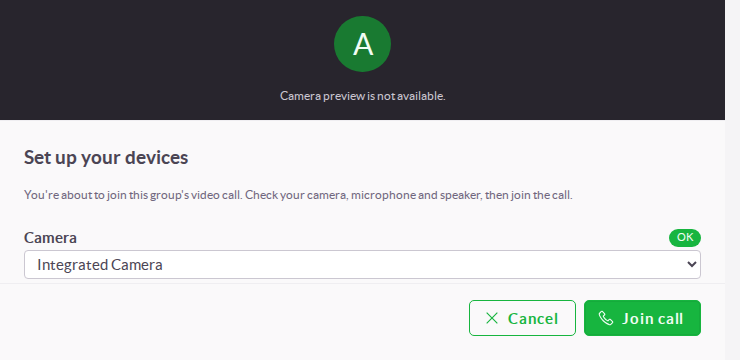 A
Camera preview is not available.
Set up your devices
You're about to join this group's video call. Check your camera, microphone and speaker, then join the call.
Camera
OK
Integrated Camera
Cancel
Join call